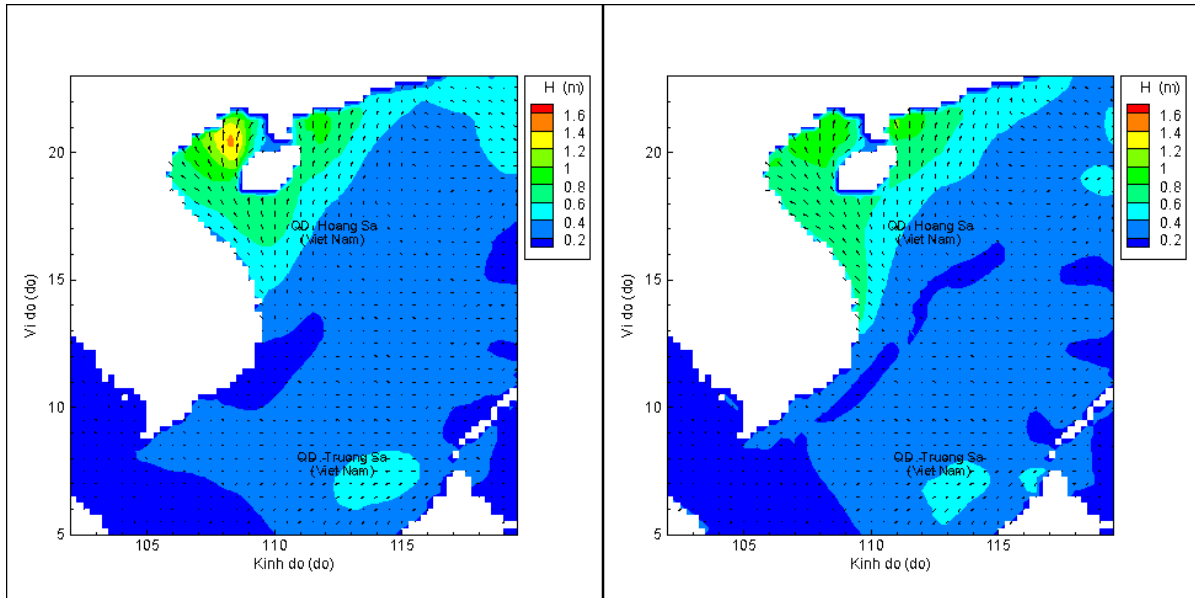 H (m)
1.6
1.4
1.2
1
0.8
0.6
0.4
0.2
20
15
10
5
105
110
115
Vi do (do)
Kinh do (do)
QD. Hoang Sa
(Viet Nam)
QD. Truong Sa
(Viet Nam)
H (m)
1.6
1.4
1.2
1
0.8
0.6
0.4
0.2
20
15
10
5
105
110
115
Vi do (do)
Kinh do (do)
QD. Hoang Sa
(Viet Nam)
QD. Truong Sa
(Viet Nam)